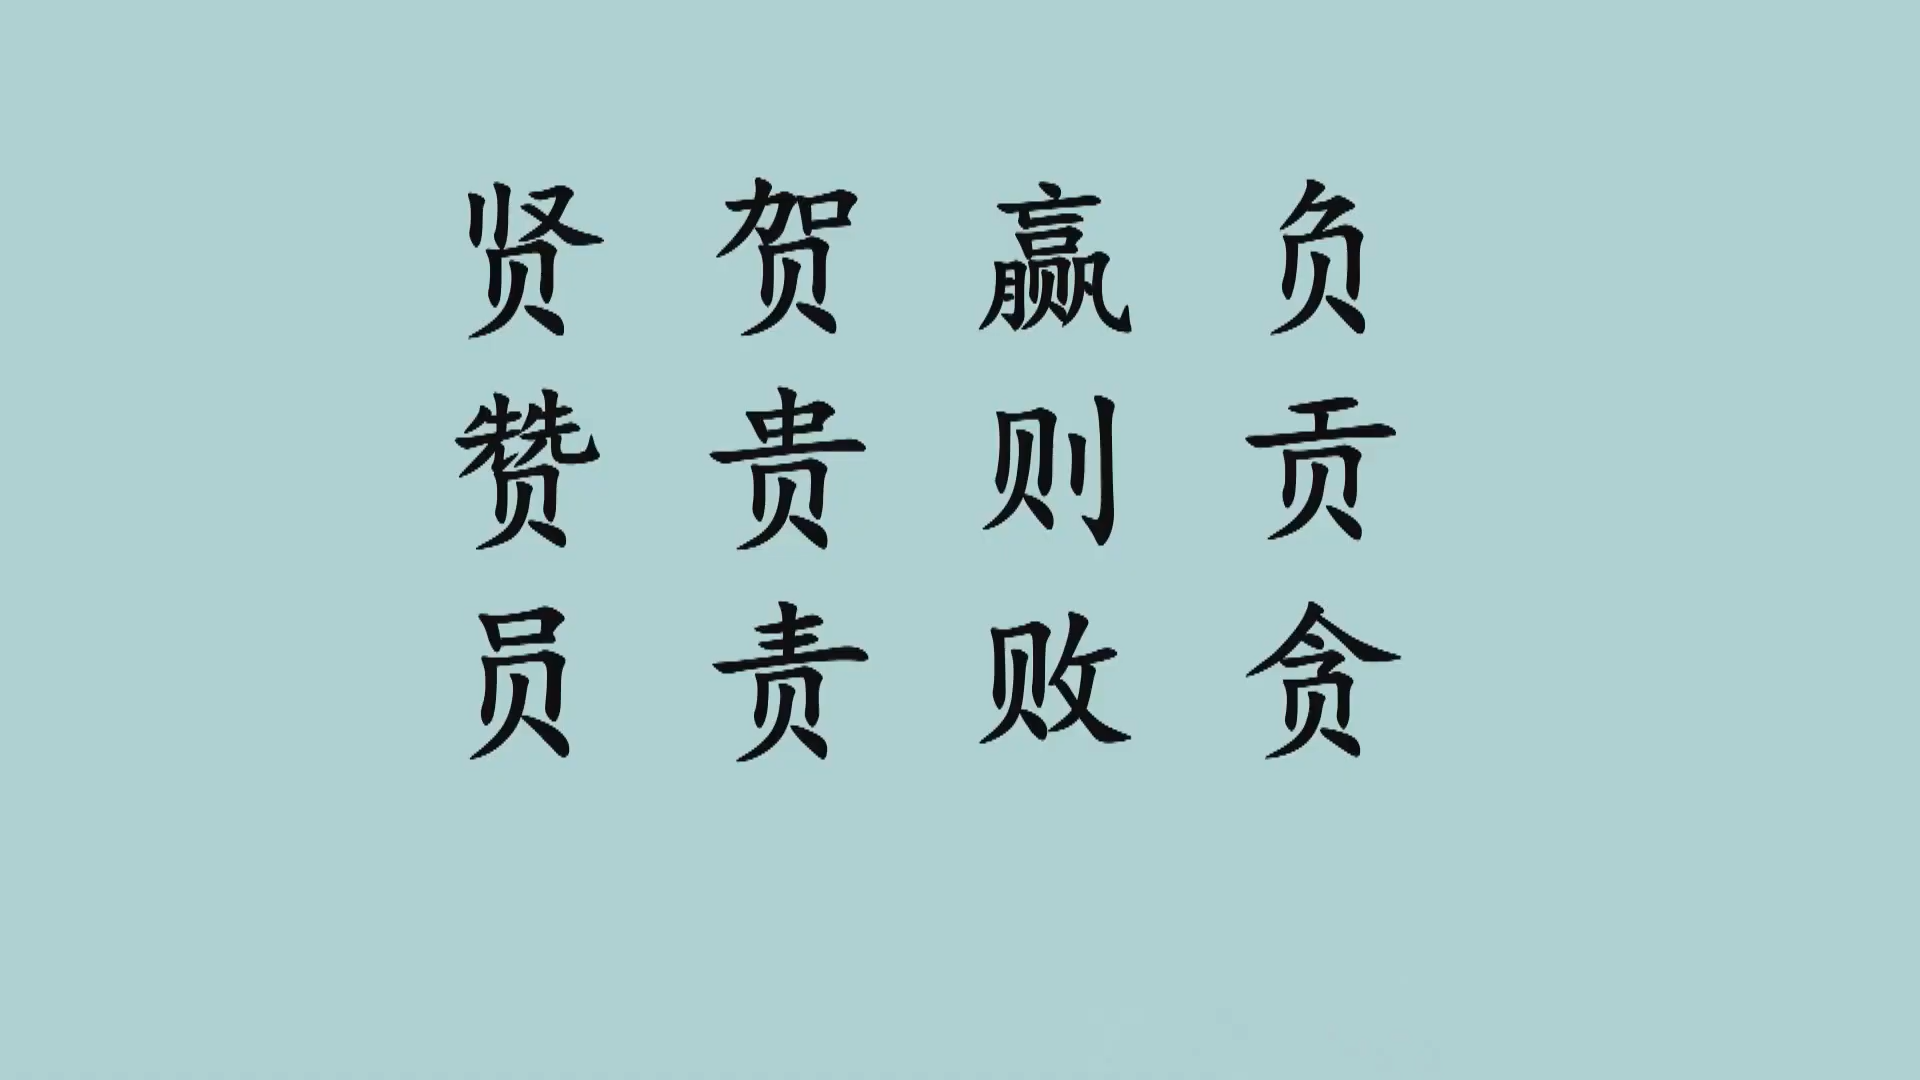 贤 贺 赢 负
赞 贵 则 贡
员 责 败 贪